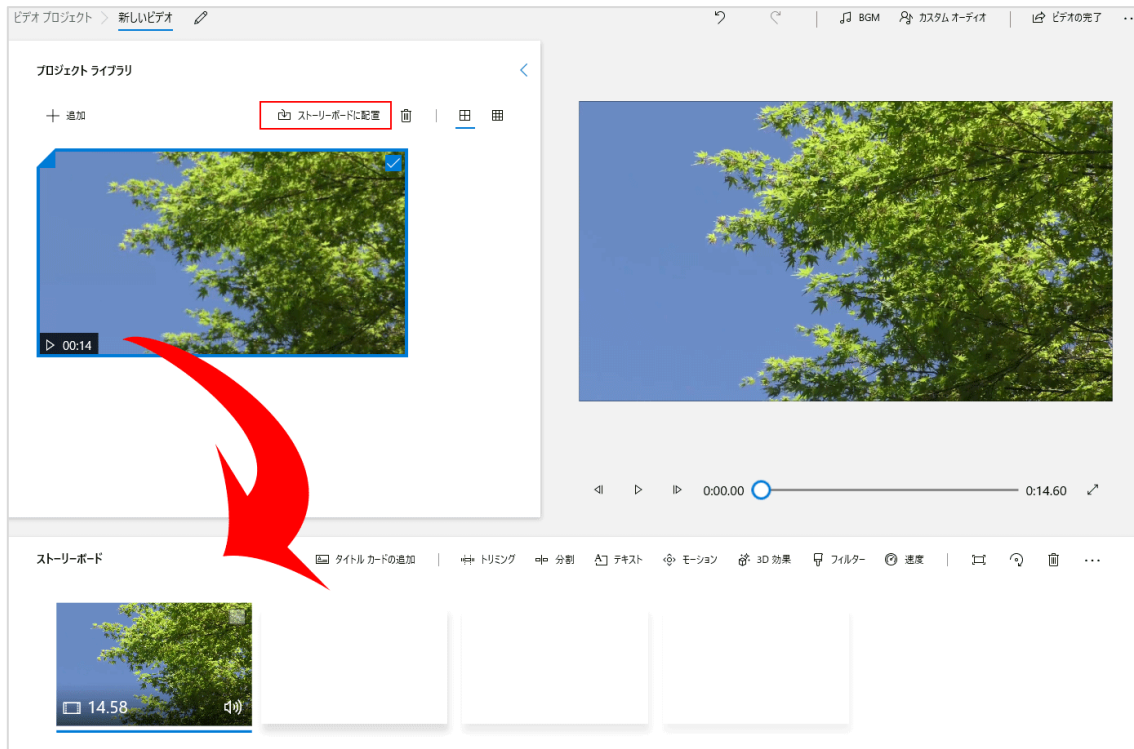 ビデオ プロジェクト 新しいビデオ
BGM カスタム オーディオ ビデオの完了
プロジェクト ライブラリ
追加 ストーリーボードに配置
00:14
0:00.00 0:14.60
ストーリーボード
タイトル カードの追加 トリミング 分割 テキスト モーション 3D 効果 フィルター 速度
14.58